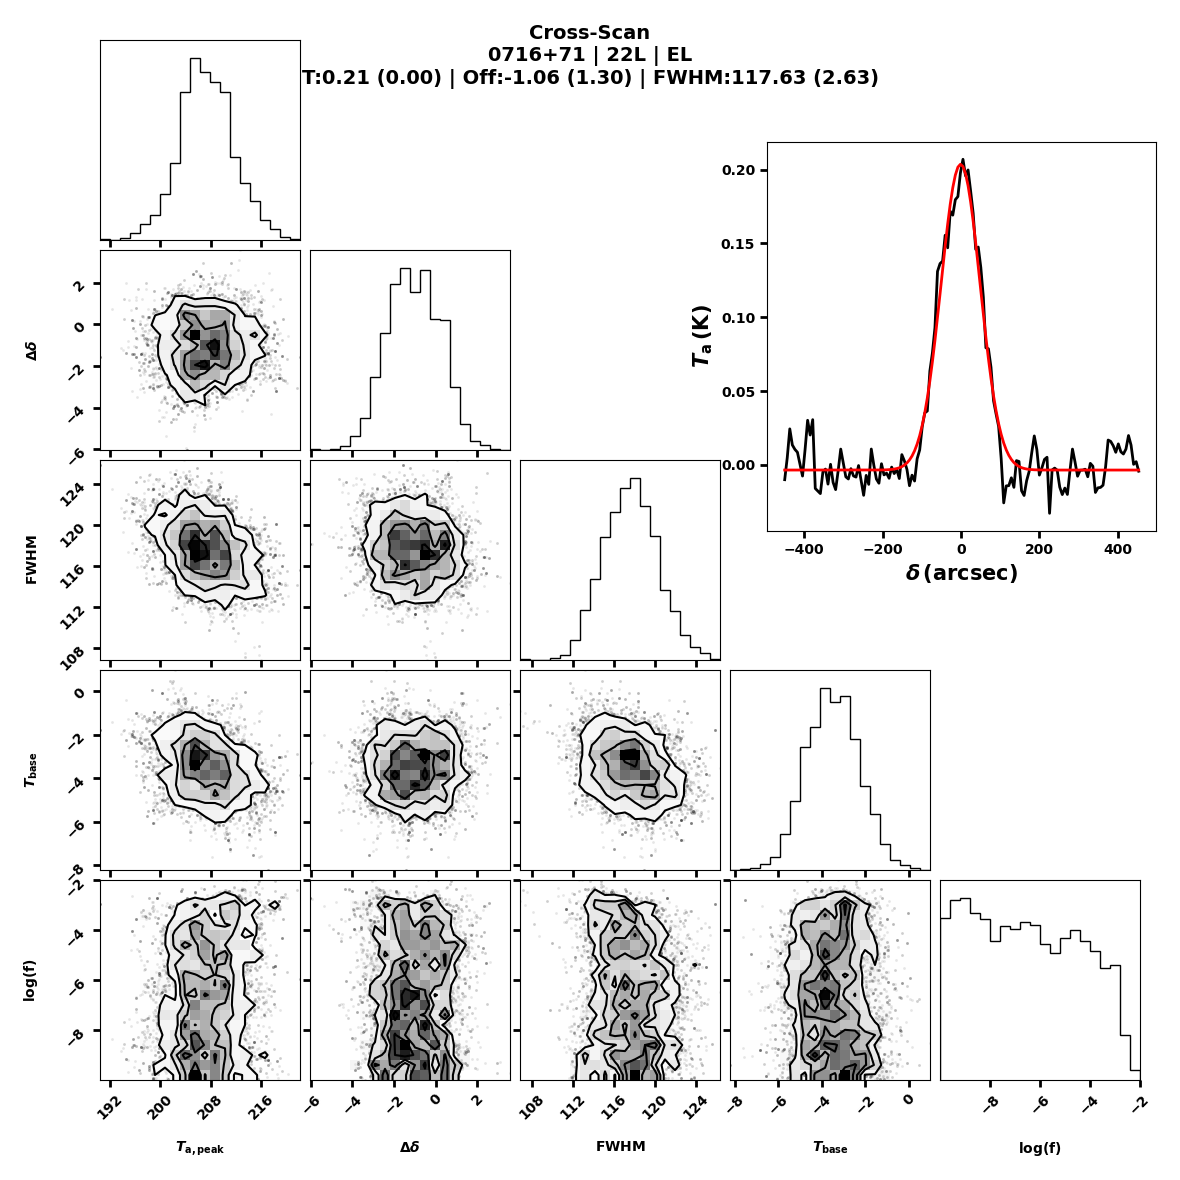 Cross-Scan
0716+71 | 22L | EL
T:0.21 (0.00) | Off:-1.06 (1.30) | FWHM:117.63 (2.63)
0.20
0.15
0.10
0.05
0.00
T_a (K)
−400 −200 0 200 400
δ (arcsec)
2
0
−2
−4
−6
Δδ
124
120
116
112
108
FWHM
0
−2
−4
−6
−8
T_base
−2
−4
−6
−8
log(f)
192 200 208 216
−6 −4 −2 0 2
108 112 116 120 124
−8 −6 −4 −2 0
−8 −6 −4 −2
T_a,peak Δδ FWHM T_base log(f)